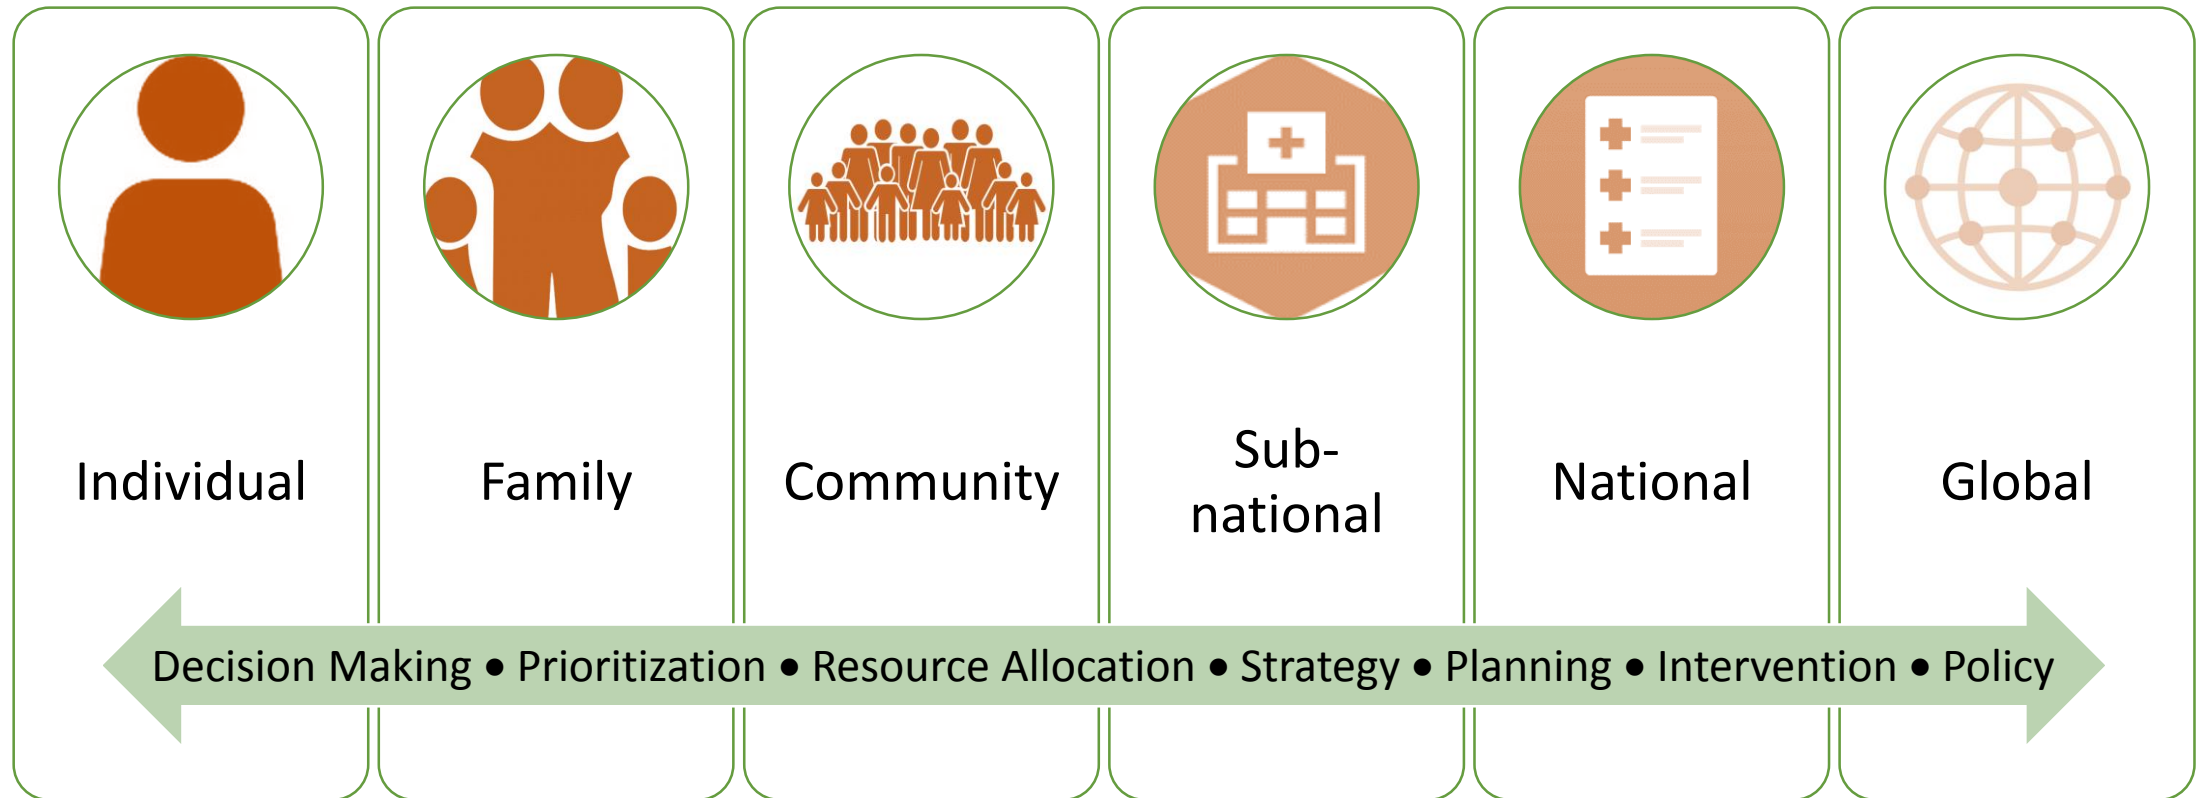 Individual
Family
Community
Sub-
national
National
Global
Decision Making • Prioritization • Resource Allocation • Strategy • Planning • Intervention • Policy